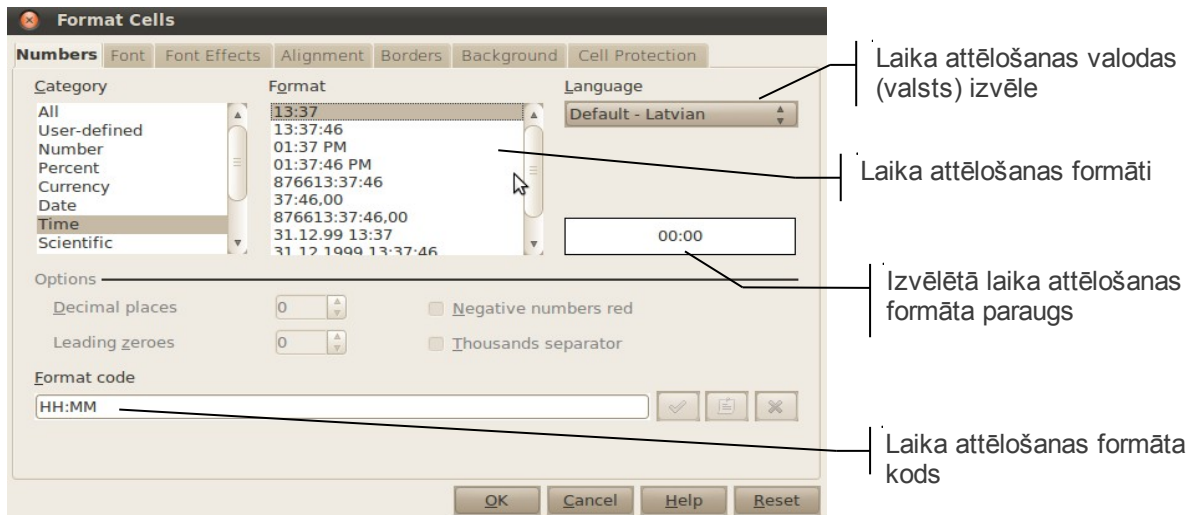 Format Cells
Numbers Font Font Effects Alignment Borders Background Cell Protection
Category
All
User-defined
Number
Percent
Currency
Date
Time
Scientific
Format
13:37
13:37:46
01:37 PM
01:37:46 PM
876613:37:46
37:46,00
876613:37:46,00
31.12.99 13:37
31.12.1999 13:37:46
Language
Default - Latvian
00:00
Options
Decimal places 0 Negative numbers red
Leading zeroes 0 Thousands separator
Format code
HH:MM
OK Cancel Help Reset
Laika attēlošanas valodas
(valsts) izvēle
Laika attēlošanas formāti
Izvēlētā laika attēlošanas
formāta paraugs
Laika attēlošanas formāta
kods